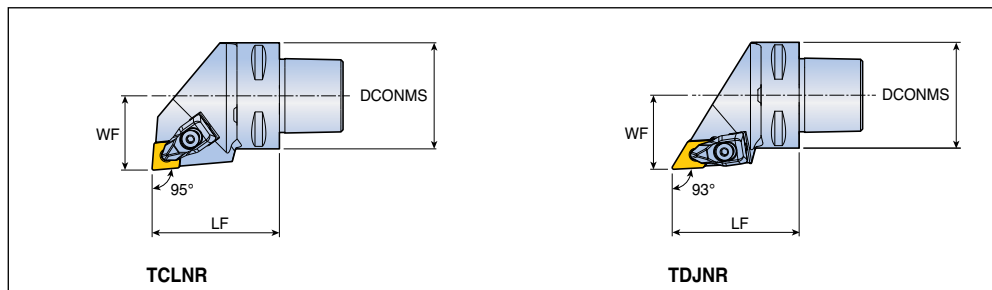 DCONMS
WF
95°
LF
TCLNR
DCONMS
WF
93°
LF
TDJNR